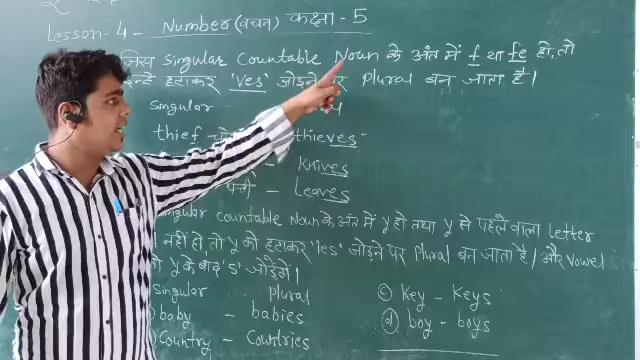 Lesson-4- Number(वचन) कक्षा-5
जिस Singular Countable Noun के अंत में f या fe हो, तो
हटाकर 'ves' जोड़ने पर Plural बन जाता है।
Singular
thief - - thieves
- Knives
पत्ती - Leaves
Singular Countable Noun के अंत में y हो तथा y से पहले वाला Letter
नहीं हो, तो y को हटाकर 'ies' जोड़ने पर Plural बन जाता है। और Vowel
y के बाद 's' जोड़ेंगें।
Singular Plural
baby - babies
Country - Countries
c) Key - Keys
d) boy - boys